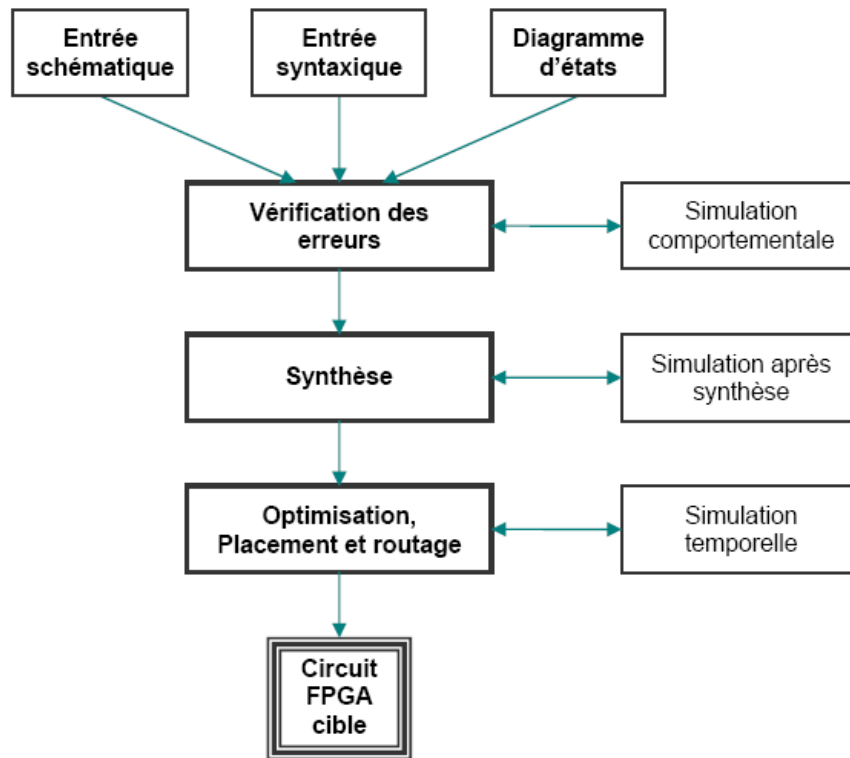 Entrée
schématique
Entrée
syntaxique
Diagramme
d’états
Vérification des
erreurs
Simulation
comportementale
Synthèse
Simulation après
synthèse
Optimisation,
Placement et routage
Simulation
temporelle
Circuit
FPGA
cible